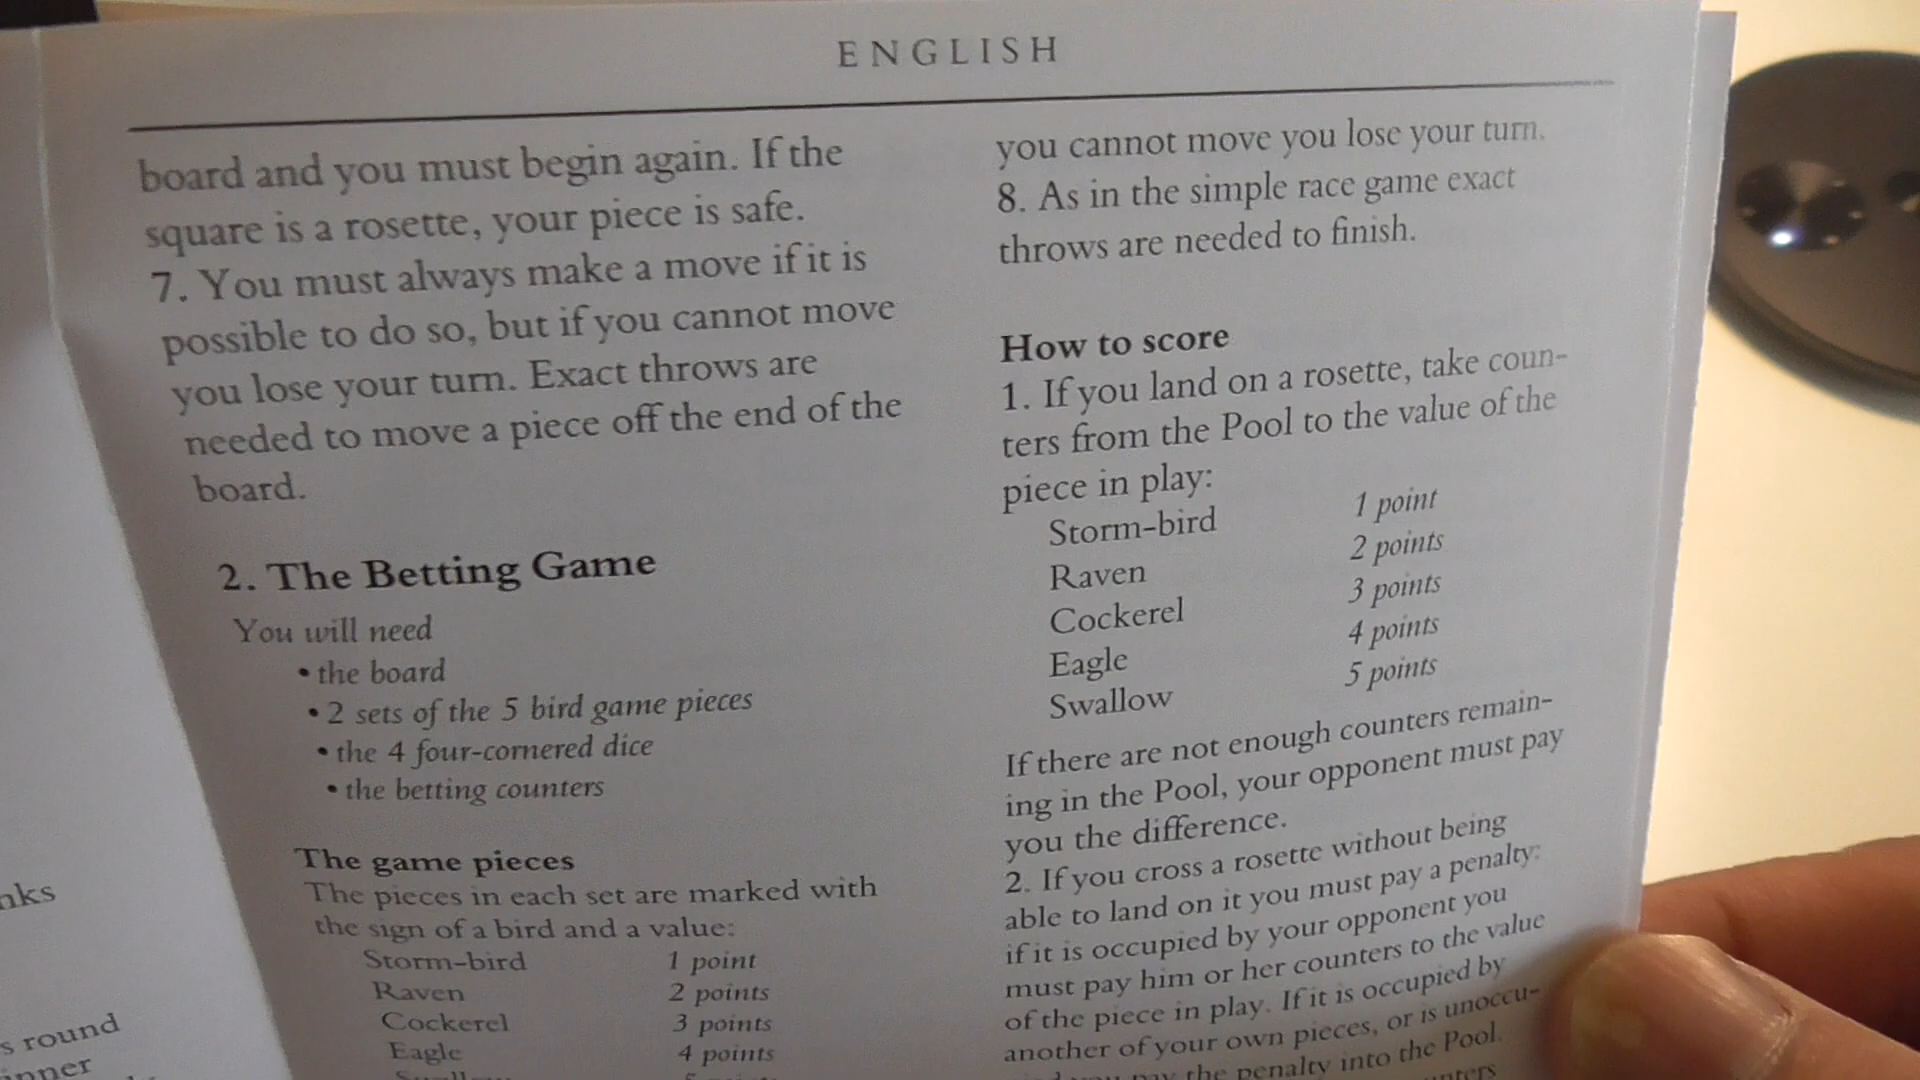 ENGLISH
board and you must begin again. If the
square is a rosette, your piece is safe.
7. You must always make a move if it is
possible to do so, but if you cannot move
you lose your turn. Exact throws are
needed to move a piece off the end of the
board.
2. The Betting Game
You will need
• the board
• 2 sets of the 5 bird game pieces
• the 4 four-cornered dice
• the betting counters
The game pieces
The pieces in each set are marked with
the sign of a bird and a value:
Storm-bird 1 point
Raven 2 points
Cockerel 3 points
Eagle 4 points
you cannot move you lose your turn.
8. As in the simple race game exact
throws are needed to finish.
How to score
1. If you land on a rosette, take coun-
ters from the Pool to the value of the
piece in play:
Storm-bird 1 point
Raven 2 points
Cockerel 3 points
Eagle 4 points
Swallow 5 points
If there are not enough counters remain-
ing in the Pool, your opponent must pay
you the difference.
2. If you cross a rosette without being
able to land on it you must pay a penalty:
if it is occupied by your opponent you
must pay him or her counters to the value
of the piece in play. If it is occupied by
another of your own pieces, or is unoccu-
you pay the penalty into the Pool.
round